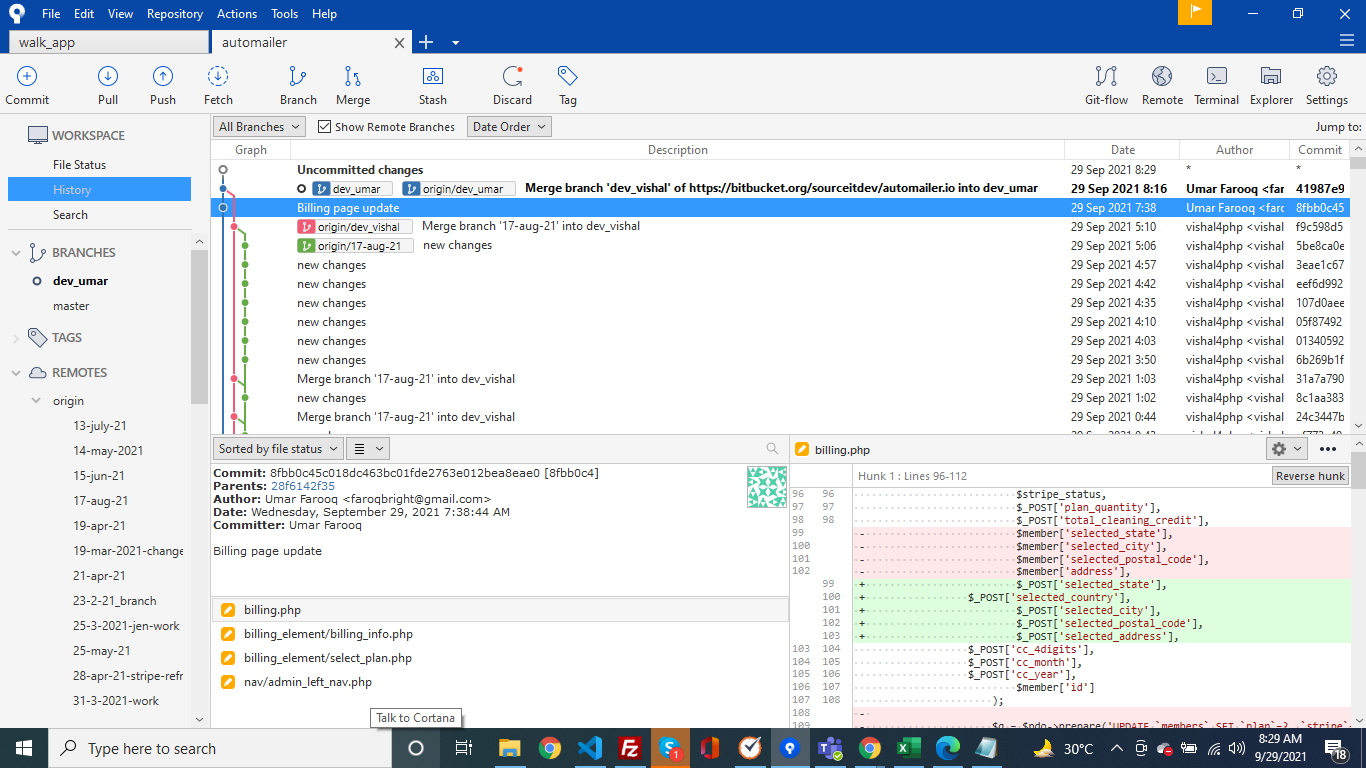 File Edit View Repository Actions Tools Help
walk_app automailer
Commit Pull Push Fetch Branch Merge Stash Discard Tag Git-flow Remote Terminal Explorer Settings
WORKSPACE
File Status
History
Search
BRANCHES
dev_umar
master
TAGS
REMOTES
origin
13-july-21
14-may-2021
15-jun-21
17-aug-21
19-apr-21
19-mar-2021-change
21-apr-21
23-2-21_branch
25-3-2021-jen-work
25-may-21
28-apr-21-stripe-refr
31-3-2021-work
All Branches Show Remote Branches Date Order Jump to:
Graph Description Date Author Commit
Uncommitted changes 29 Sep 2021 8:29 * *
dev_umar origin/dev_umar Merge branch 'dev_vishal' of https://bitbucket.org/sourceitdev/automailer.io into dev_umar 29 Sep 2021 8:16 Umar Farooq <far 41987e9
Billing page update 29 Sep 2021 7:38 Umar Farooq <farc 8fbb0c45
origin/dev_vishal Merge branch '17-aug-21' into dev_vishal 29 Sep 2021 5:10 vishal4php <vishal f9c598d5
origin/17-aug-21 new changes 29 Sep 2021 5:06 vishal4php <vishal 5be8ca0e
new changes 29 Sep 2021 4:57 vishal4php <vishal 3eae1c67
new changes 29 Sep 2021 4:42 vishal4php <vishal eef6d992
new changes 29 Sep 2021 4:35 vishal4php <vishal 107d0aee
new changes 29 Sep 2021 4:10 vishal4php <vishal 05f87492
new changes 29 Sep 2021 4:03 vishal4php <vishal 01340592
new changes 29 Sep 2021 3:50 vishal4php <vishal 6b269b1f
Merge branch '17-aug-21' into dev_vishal 29 Sep 2021 1:03 vishal4php <vishal 31a7a790
new changes 29 Sep 2021 1:02 vishal4php <vishal 8c1aa383
Merge branch '17-aug-21' into dev_vishal 29 Sep 2021 0:44 vishal4php <vishal 24c3447b
Sorted by file status
Commit: 8fbb0c45c018dc463bc01fde2763e012bea8eae0 [8fbb0c4]
Parents: 28f6142f35
Author: Umar Farooq <faroqbright@gmail.com>
Date: Wednesday, September 29, 2021 7:38:44 AM
Committer: Umar Farooq
Billing page update
billing.php
billing_element/billing_info.php
billing_element/select_plan.php
nav/admin_left_nav.php
Talk to Cortana
billing.php
Hunk 1 : Lines 96-112 Reverse hunk
96 96 $stripe_status,
97 97 $_POST['plan_quantity'],
98 98 $_POST['total_cleaning_credit'],
99 - $member['selected_state'],
100 - $member['selected_city'],
101 - $member['selected_postal_code'],
102 - $member['address'],
99 + $_POST['selected_state'],
100 + $_POST['selected_country'],
101 + $_POST['selected_city'],
102 + $_POST['selected_postal_code'],
103 + $_POST['selected_address'],
103 104 $_POST['cc_4digits'],
104 105 $_POST['cc_month'],
105 106 $_POST['cc_year'],
106 107 $member['id']
107 108 );
108 -
109 - $q = $pdo->prepare('UPDATE `members` SET `plan`=?, `stripe
Type here to search
1
30°C
8:29 AM
9/29/2021
18